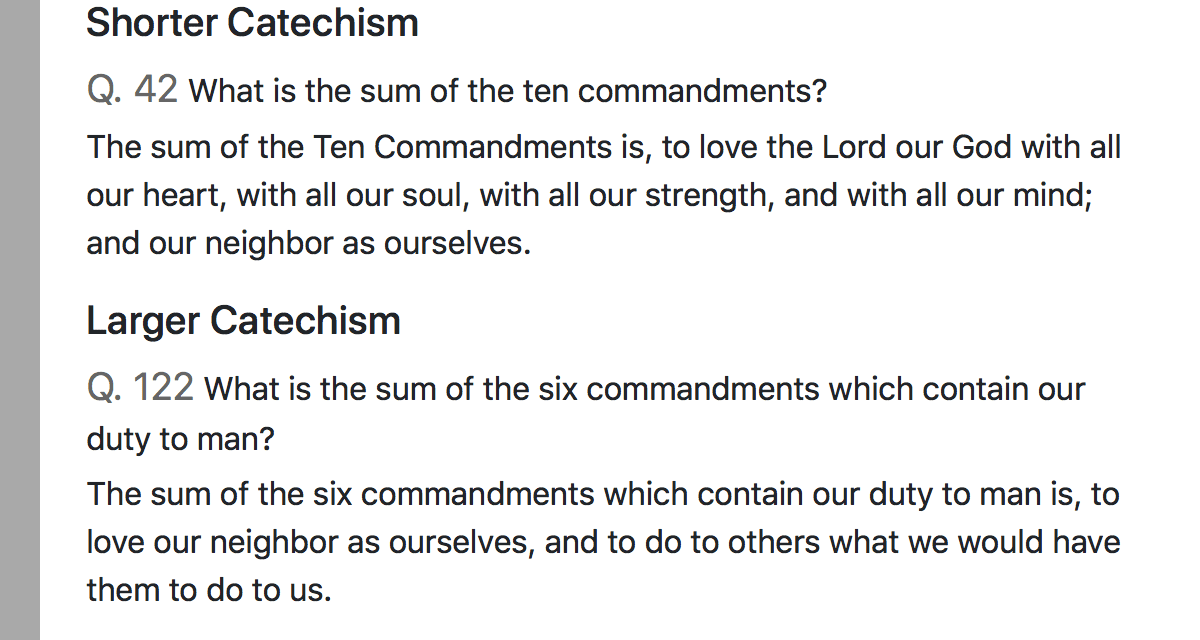 Shorter Catechism
Q. 42 What is the sum of the ten commandments?
The sum of the Ten Commandments is, to love the Lord our God with all
our heart, with all our soul, with all our strength, and with all our mind;
and our neighbor as ourselves.
Larger Catechism
Q. 122 What is the sum of the six commandments which contain our
duty to man?
The sum of the six commandments which contain our duty to man is, to
love our neighbor as ourselves, and to do to others what we would have
them to do to us.